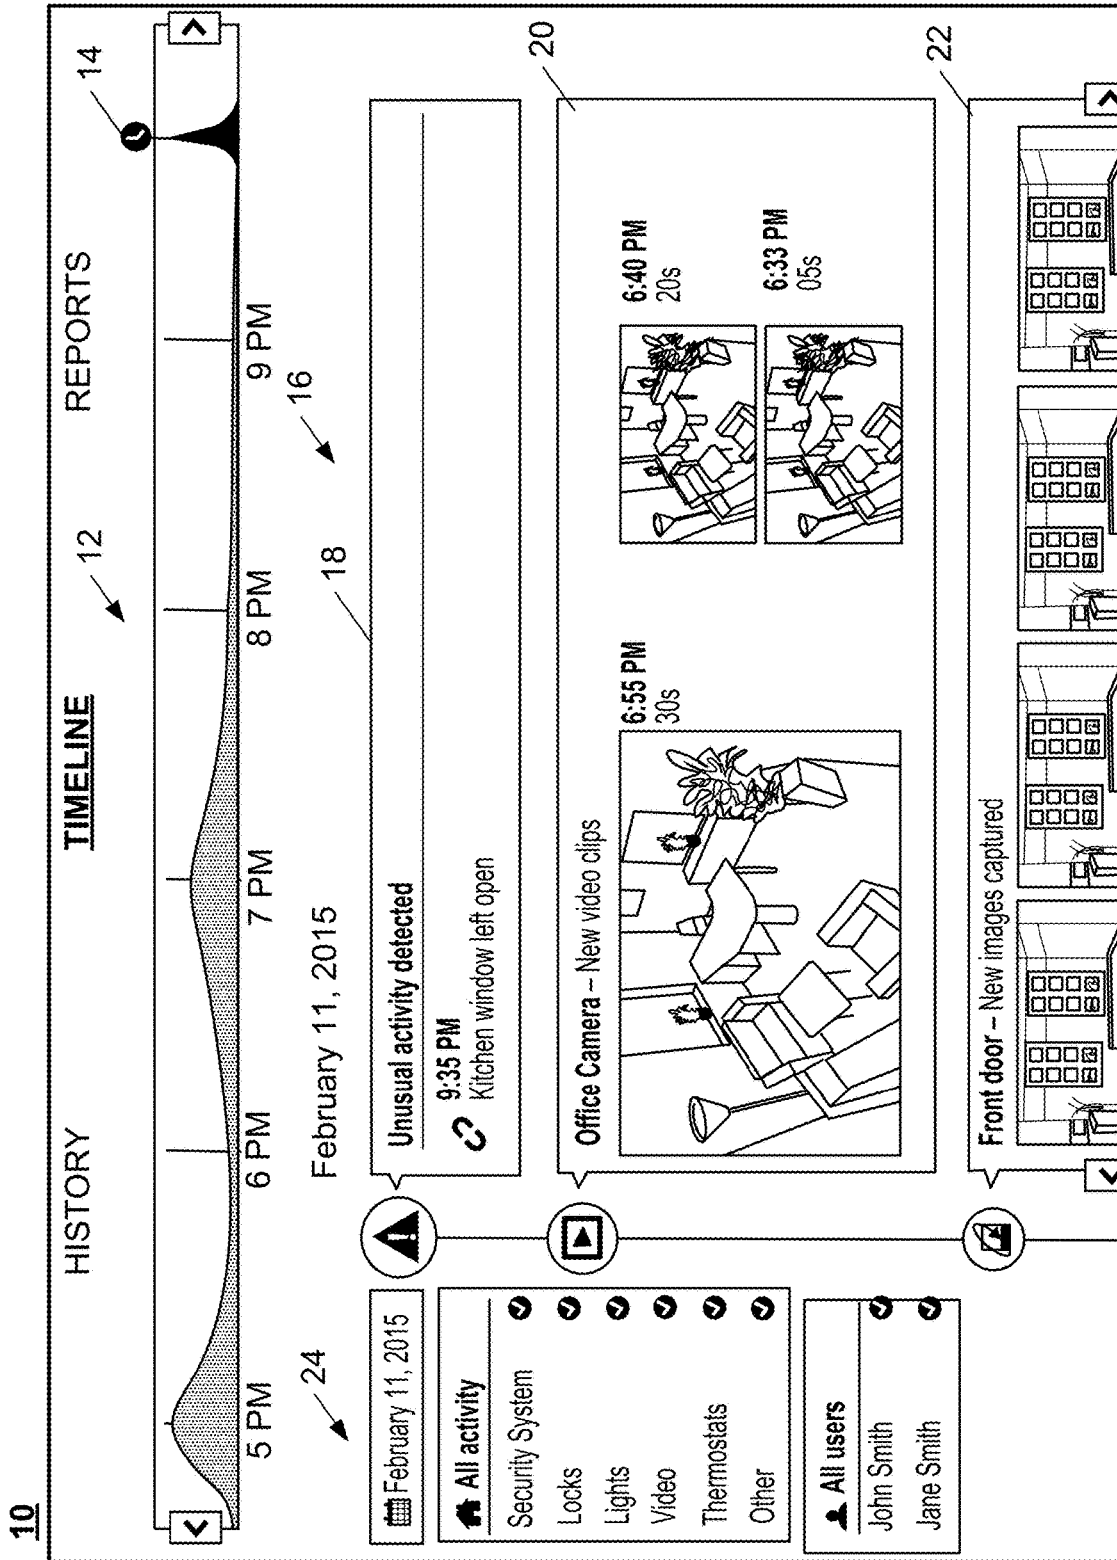 10
HISTORY
TIMELINE
REPORTS
12
14
5 PM
6 PM
7 PM
8 PM
9 PM
24
February 11, 2015
16
February 11, 2015
All activity
Security System
Locks
Lights
Video
Thermostats
Other
All users
John Smith
Jane Smith
18
Unusual activity detected
9:35 PM
Kitchen window left open
20
Office Camera – New video clips
6:55 PM
30s
6:40 PM
20s
6:33 PM
05s
22
Front door – New images captured